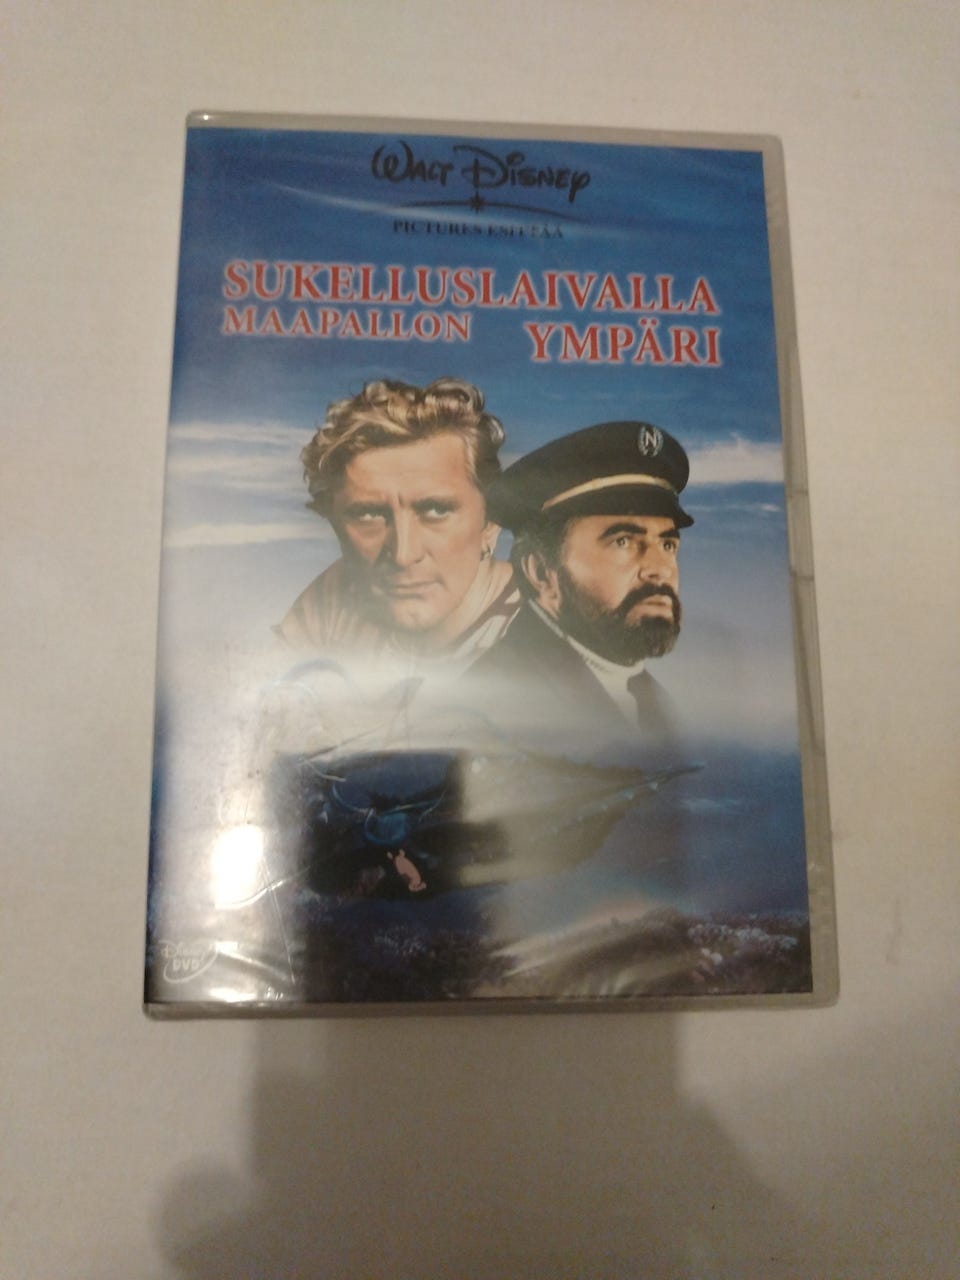 WALT DISNEY
PICTURES ESITTÄÄ
SUKELLUSLAIVALLA
MAAPALLON YMPÄRI
N
Disney
DVD